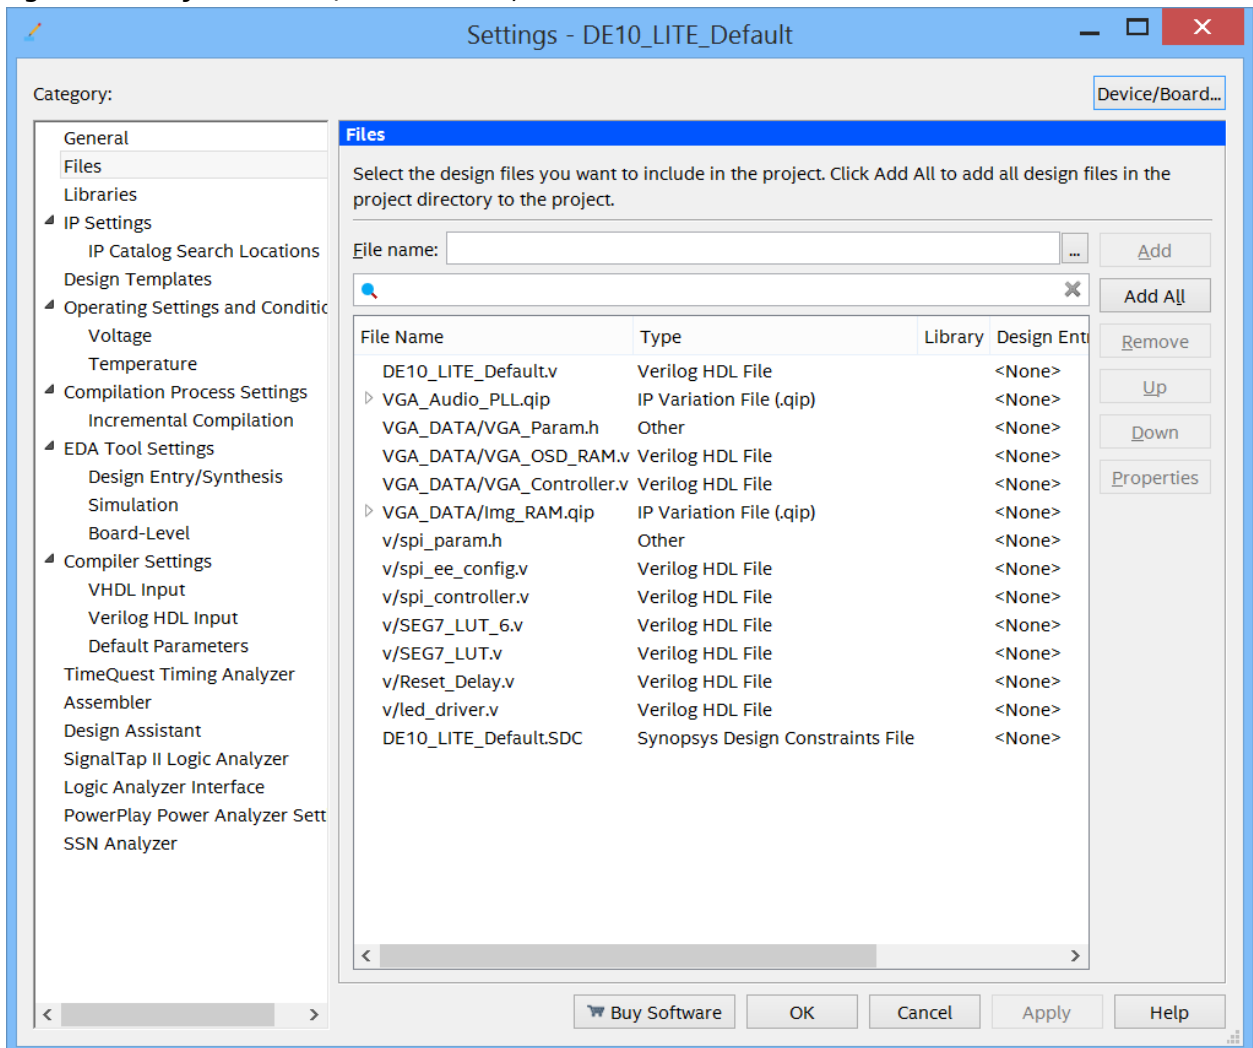 Settings - DE10_LITE_Default
Category:
Device/Board...
General
Files
Libraries
IP Settings
IP Catalog Search Locations
Design Templates
Operating Settings and Conditic
Voltage
Temperature
Compilation Process Settings
Incremental Compilation
EDA Tool Settings
Design Entry/Synthesis
Simulation
Board-Level
Compiler Settings
VHDL Input
Verilog HDL Input
Default Parameters
TimeQuest Timing Analyzer
Assembler
Design Assistant
SignalTap II Logic Analyzer
Logic Analyzer Interface
PowerPlay Power Analyzer Sett
SSN Analyzer
Files
Select the design files you want to include in the project. Click Add All to add all design files in the
project directory to the project.
File name:
...
Add
Add All
Remove
Up
Down
Properties
File Name Type Library Design Entr
DE10_LITE_Default.v Verilog HDL File <None>
VGA_Audio_PLL.qip IP Variation File (.qip) <None>
VGA_DATA/VGA_Param.h Other <None>
VGA_DATA/VGA_OSD_RAM.v Verilog HDL File <None>
VGA_DATA/VGA_Controller.v Verilog HDL File <None>
VGA_DATA/Img_RAM.qip IP Variation File (.qip) <None>
v/spi_param.h Other <None>
v/spi_ee_config.v Verilog HDL File <None>
v/spi_controller.v Verilog HDL File <None>
v/SEG7_LUT_6.v Verilog HDL File <None>
v/SEG7_LUT.v Verilog HDL File <None>
v/Reset_Delay.v Verilog HDL File <None>
v/led_driver.v Verilog HDL File <None>
DE10_LITE_Default.SDC Synopsys Design Constraints File <None>
Buy Software
OK
Cancel
Apply
Help